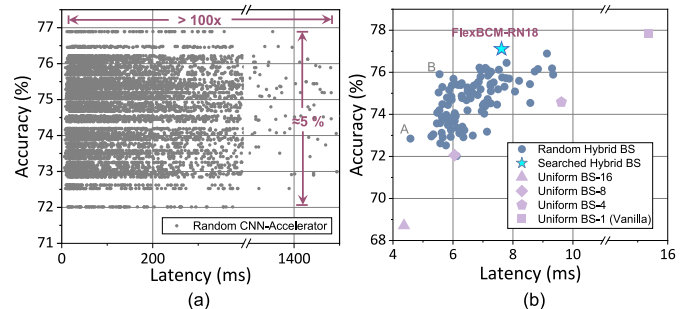 (a)
> 100x
≈5 %
Accuracy (%)
78
77
76
75
74
73
72
71
Random CNN-Accelerator
0
200
1400
Latency (ms)
(a)
(b)
FlexBCM-RN18
B
A
Accuracy (%)
78
76
74
72
70
68
Random Hybrid BS
Searched Hybrid BS
Uniform BS-16
Uniform BS-8
Uniform BS-4
Uniform BS-1 (Vanilla)
4
6
8
10
16
Latency (ms)
(b)